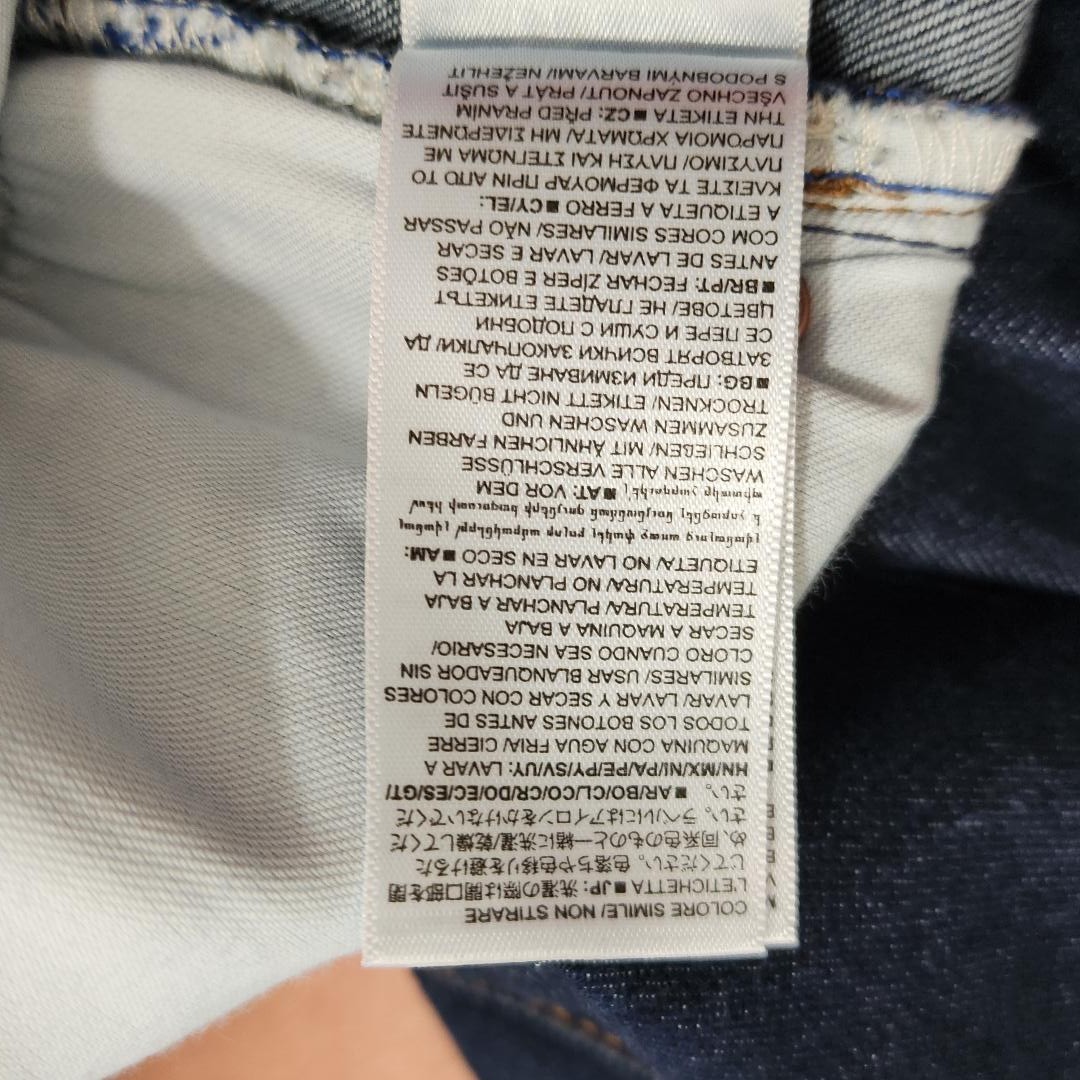 COLORE SIMILE/ NON STIRARE
L'ETICHETTA ■JP: 洗濯の際は開口部を閉
じてください。色落ちや色移りを避けるた
め、同系色のものと一緒に洗濯/乾燥してくだ
さい。ラベルにはアイロンをかけないでくだ
さい。 ■AR/BO/CL/CO/CR/DO/EC/ES/GT/
HN/MX/NI/PA/PE/PY/SV/UY: LAVAR A
MAQUINA CON AGUA FRIA/ CIERRE
TODOS LOS BOTONES ANTES DE
LAVAR/ LAVAR Y SECAR CON COLORES
SIMILARES/ USAR BLANQUEADOR SIN
CLORO CUANDO SEA NECESARIO/
SECAR A MAQUINA A BAJA
TEMPERATURA/ PLANCHAR A BAJA
TEMPERATURA/ NO PLANCHAR LA
ETIQUETA/ NO LAVAR EN SECO ■AM:
■AT: VOR DEM
WASCHEN ALLE VERSCHLÜSSE
SCHLIEßEN/ MIT ÄHNLICHEN FARBEN
ZUSAMMEN WASCHEN UND
TROCKNEN/ ETIKETT NICHT BÜGELN
■BG: ПРЕДИ ИЗМИВАНЕ ДА СЕ
ЗАТВОРЯТ ВСИЧКИ ЗАКОПЧАЛКИ/ ДА
СЕ ПЕРЕ И СУШИ С ПОДОБНИ
ЦВЕТОВЕ/ НЕ ГЛАДЕТЕ ЕТИКЕТЪТ
■BR/PT: FECHAR ZÍPER E BOTÕES
ANTES DE LAVAR/ LAVAR E SECAR
COM CORES SIMILARES/ NÃO PASSAR
A ETIQUETA A FERRO ■CY/EL:
ΚΛΕΙΣΤΕ ΤΑ ΦΕΡΜΟΥΑΡ ΠΡΙΝ ΑΠΟ ΤΟ
ΠΛΥΣΙΜΟ/ ΠΛΥΣΗ ΚΑΙ ΣΤΕΓΝΩΜΑ ΜΕ
ΠΑΡΟΜΟΙΑ ΧΡΩΜΑΤΑ/ ΜΗ ΣΙΔΕΡΩΝΕΤΕ
ΤΗΝ ΕΤΙΚΕΤΑ ■CZ: PŘED PRANÍM
VŠECHNO ZAPNOUT/ PRÁT A SUŠIT
S PODOBNÝMI BARVAMI/ NEŽEHLIT